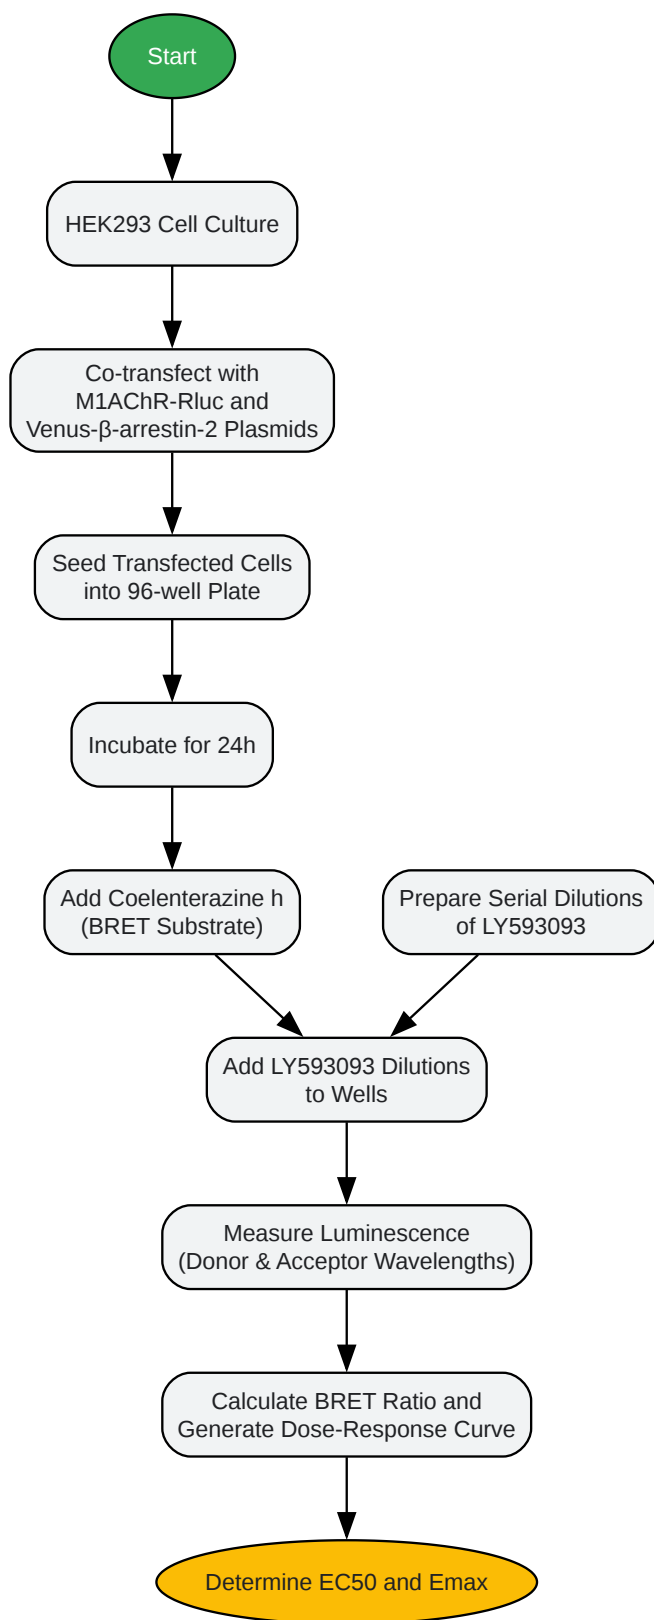 Start
HEK293 Cell Culture
Co-transfect with
M1AChR-Rluc and
Venus-β-arrestin-2 Plasmids
Seed Transfected Cells
into 96-well Plate
Incubate for 24h
Add Coelenterazine h
(BRET Substrate)
Prepare Serial Dilutions
of LY593093
Add LY593093 Dilutions
to Wells
Measure Luminescence
(Donor & Acceptor Wavelengths)
Calculate BRET Ratio and
Generate Dose-Response Curve
Determine EC50 and Emax